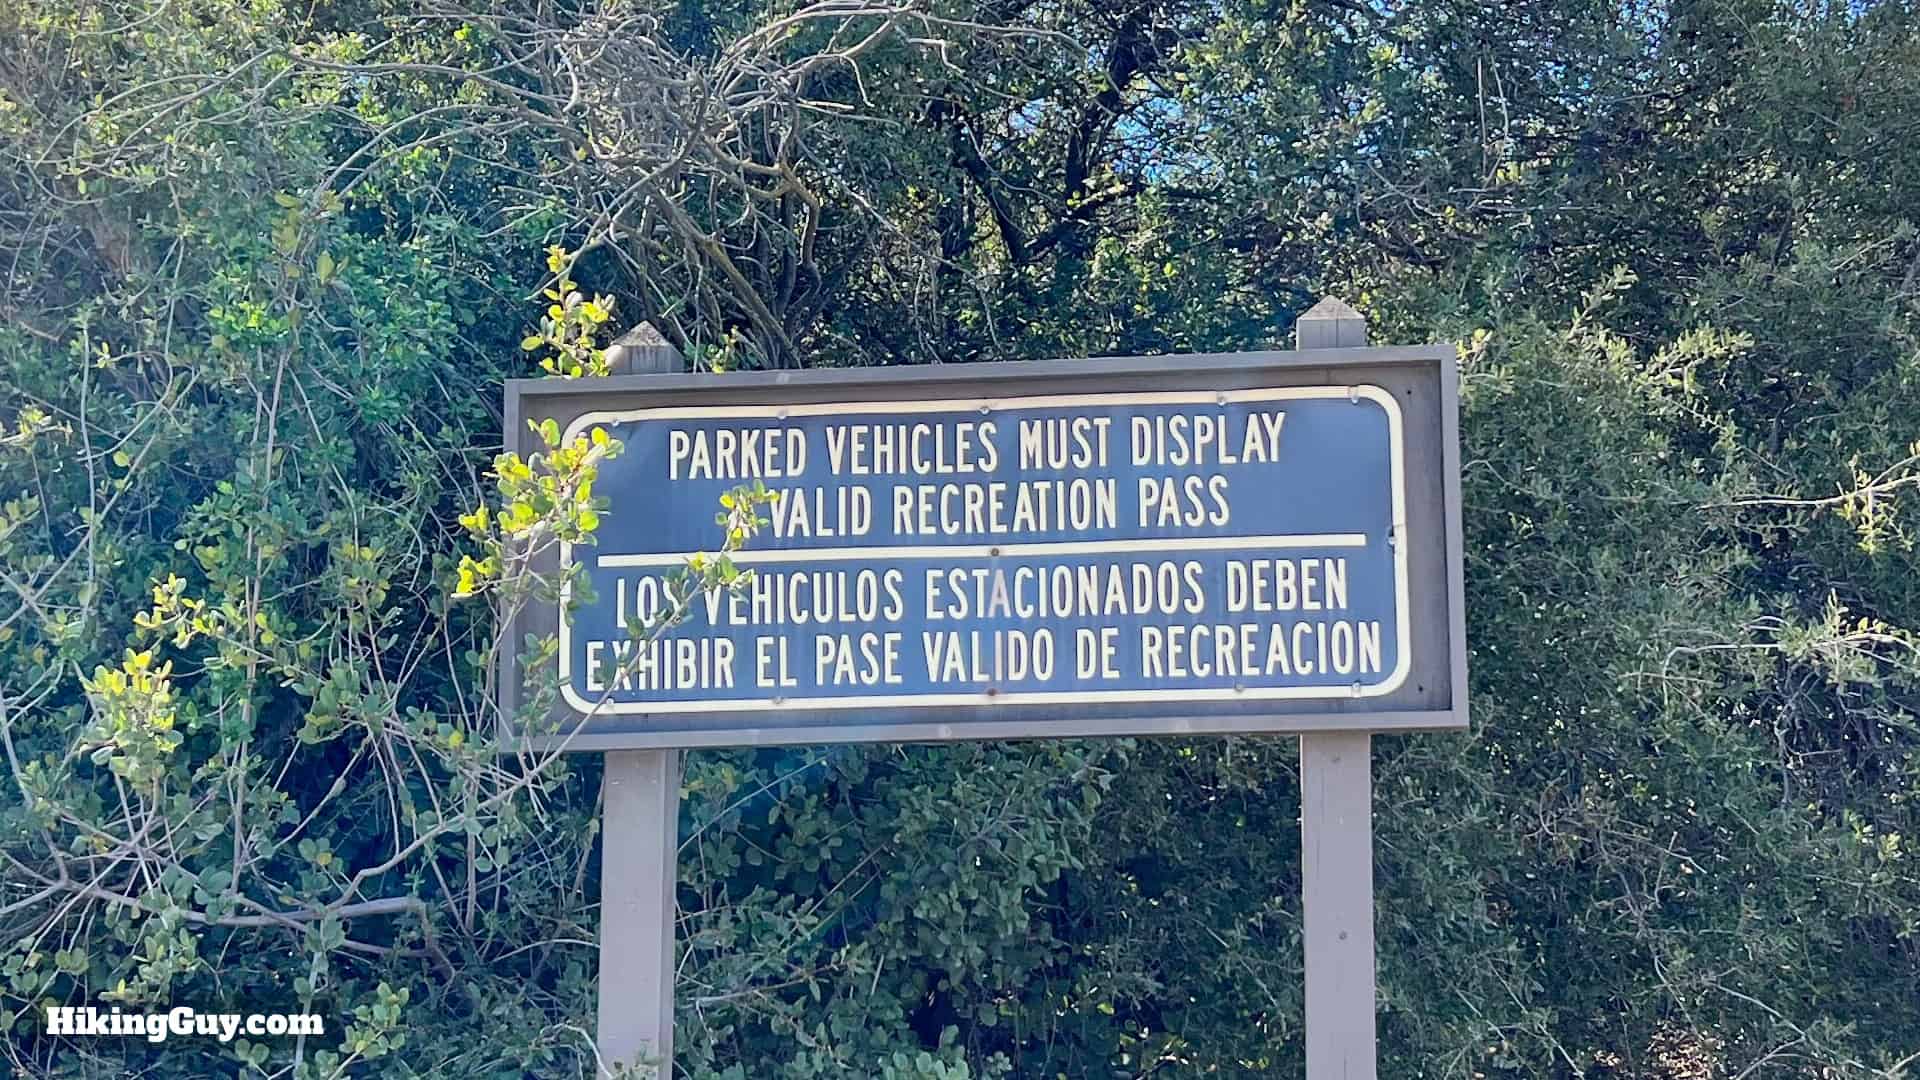 PARKED VEHICLES MUST DISPLAY
VALID RECREATION PASS
LOS VEHICULOS ESTACIONADOS DEBEN
EXHIBIR EL PASE VALIDO DE RECREACION
HikingGuy.com